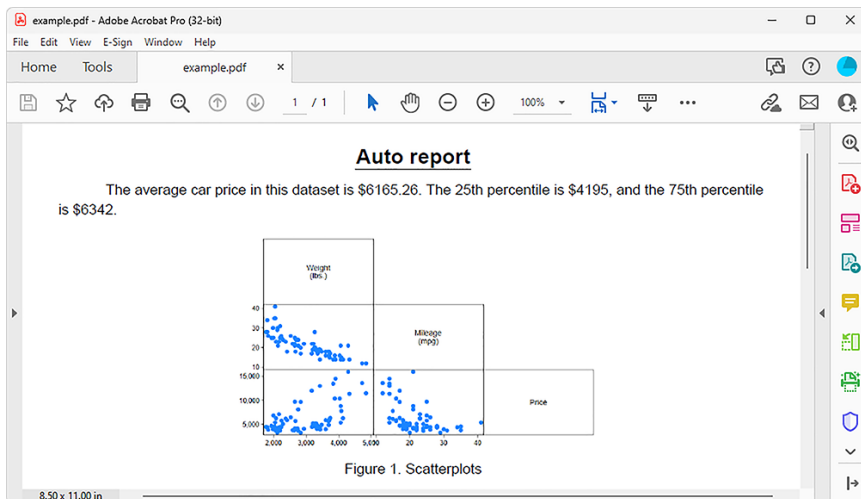 example.pdf - Adobe Acrobat Pro (32-bit)
File Edit View E-Sign Window Help
Home Tools example.pdf ×
1 / 1 100%
Auto report
The average car price in this dataset is $6165.26. The 25th percentile is $4195, and the 75th percentile
is $6342.
Weight
(lbs.)
40
30
20
10
Mileage
(mpg)
15,000
10,000
5,000
Price
2,000 3,000 4,000 5,000 20 30 40
Figure 1. Scatterplots
8.50 x 11.00 in